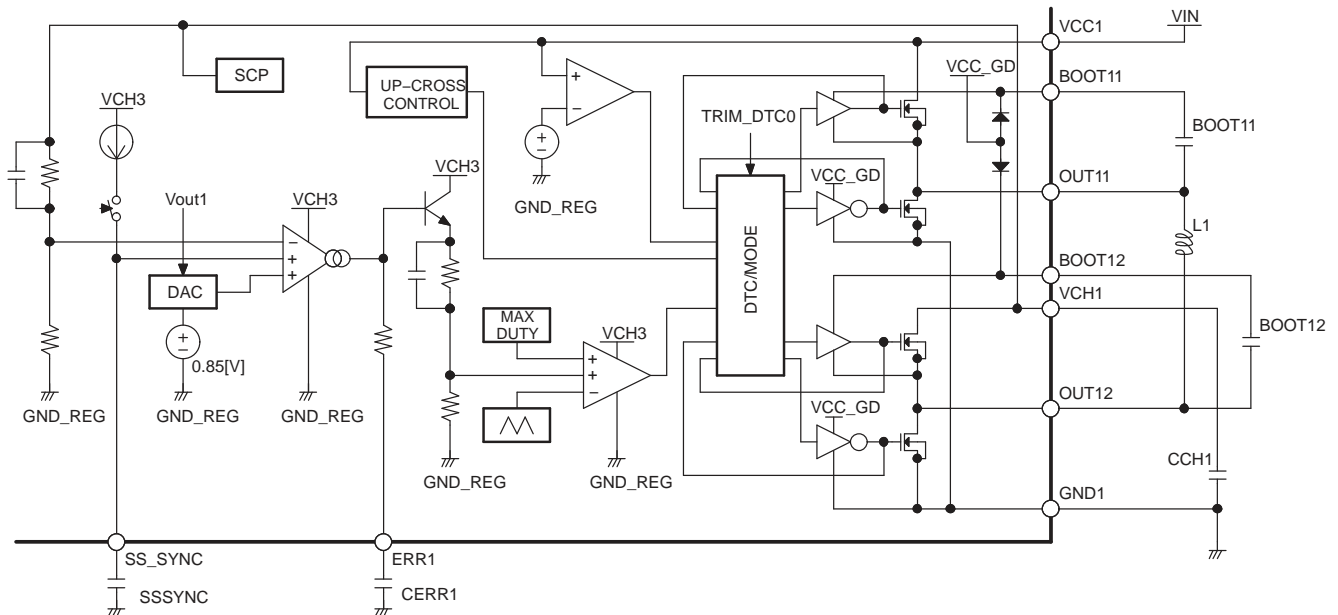 VCC1
VIN
SCP
UP-CROSS
CONTROL
VCC_GD
BOOT11
VCH3
TRIM_DTC0
BOOT11
VCH3
GND_REG
VCC_GD
OUT11
Vout1
VCH3
L1
DAC
DTC/MODE
BOOT12
VCH1
MAX
DUTY
VCH3
BOOT12
0.85[V]
GND_REG
GND_REG
GND_REG
OUT12
VCC_GD
GND_REG
GND_REG
CCH1
GND1
SS_SYNC
ERR1
SSSYNC
CERR1